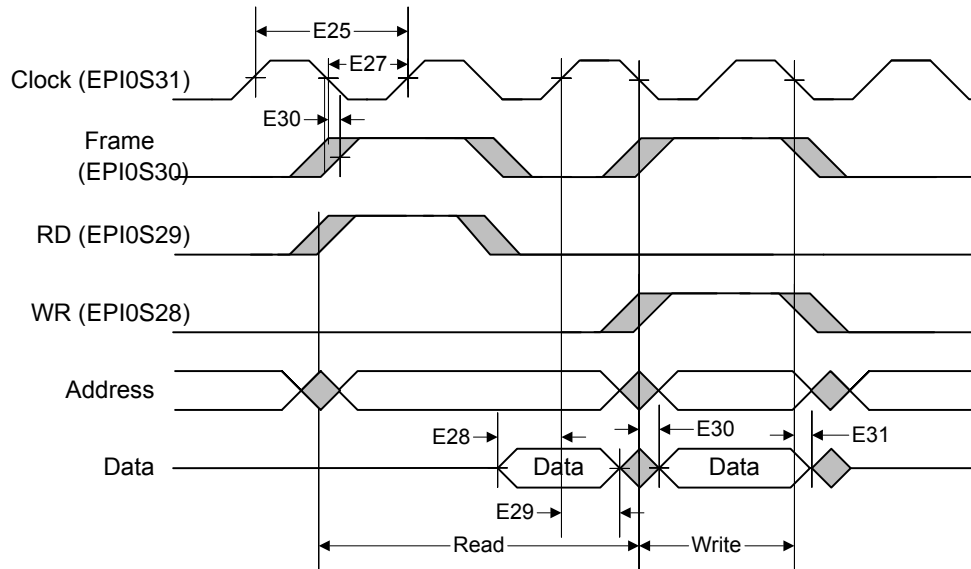 E25
Clock (EPI0S31)
E27
E30
Frame
(EPI0S30)
RD (EPI0S29)
WR (EPI0S28)
Address
E28
E30
E31
Data
Data
Data
E29
Read
Write